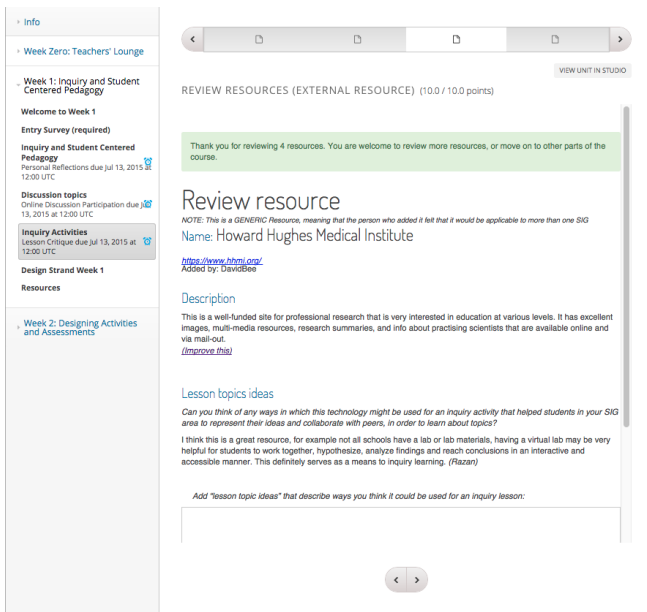 Info
Week Zero: Teachers' Lounge
Week 1: Inquiry and Student
Centered Pedagogy
Welcome to Week 1
Entry Survey (required)
Inquiry and Student Centered
Pedagogy
Personal Reflections due Jul 13, 2015 at
12:00 UTC
Discussion topics
Online Discussion Participation due Jul
13, 2015 at 12:00 UTC
Inquiry Activities
Lesson Critique due Jul 13, 2015 at
12:00 UTC
Design Strand Week 1
Resources
Week 2: Designing Activities
and Assessments
VIEW UNIT IN STUDIO
REVIEW RESOURCES (EXTERNAL RESOURCE) (10.0 / 10.0 points)
Thank you for reviewing 4 resources. You are welcome to review more resources, or move on to other parts of the
course.
Review resource
NOTE: This is a GENERIC Resource, meaning that the person who added it felt that it would be applicable to more than one SIG
Name: Howard Hughes Medical Institute
https://www.hhmi.org/
Added by: DavidBee
Description
This is a well-funded site for professional research that is very interested in education at various levels. It has excellent
images, multi-media resources, research summaries, and info about practising scientists that are available online and
via mail-out.
(Improve this)
Lesson topics ideas
Can you think of any ways in which this technology might be used for an inquiry activity that helped students in your SIG
area to represent their ideas and collaborate with peers, in order to learn about topics?
I think this is a great resource, for example not all schools have a lab or lab materials, having a virtual lab may be very
helpful for students to work together, hypothesize, analyze findings and reach conclusions in an interactive and
accessible manner. This definitely serves as a means to inquiry learning. (Razan)
Add "lesson topic ideas" that describe ways you think it could be used for an inquiry lesson: